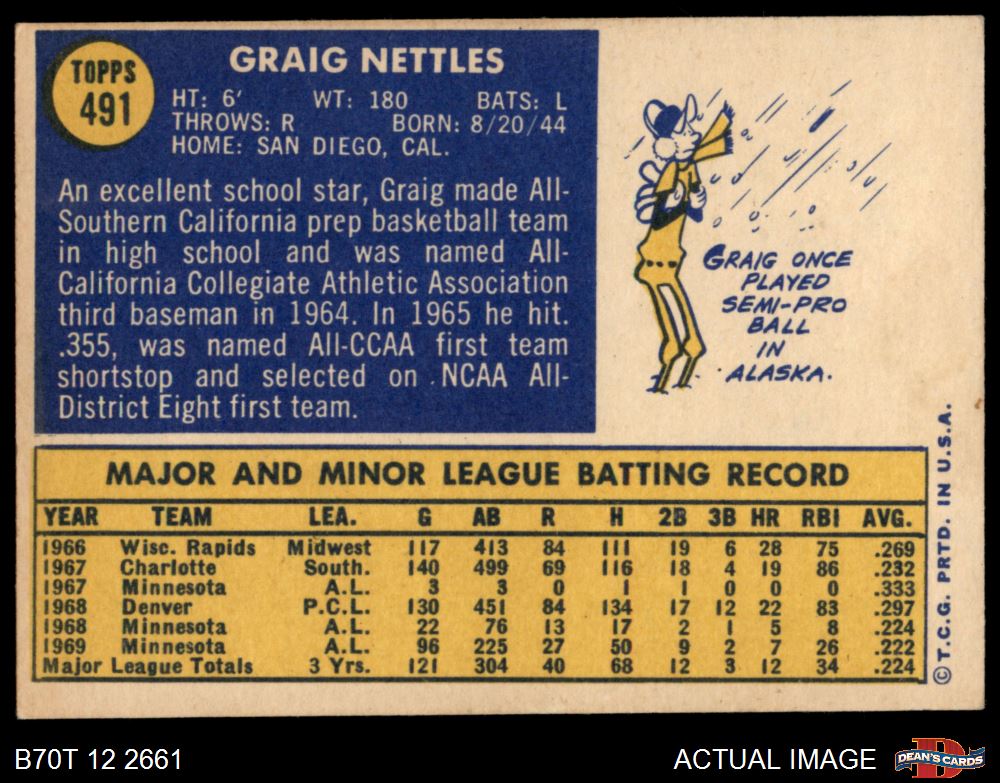 TOPPS
491
GRAIG NETTLES
HT: 6' WT: 180 BATS: L
THROWS: R BORN: 8/20/44
HOME: SAN DIEGO, CAL.
An excellent school star, Graig made All-
Southern California prep basketball team
in high school and was named All-
California Collegiate Athletic Association
third baseman in 1964. In 1965 he hit.
.355, was named All-CCAA first team
shortstop and selected on NCAA All-
District Eight first team.
GRAIG ONCE
PLAYED
SEMI-PRO
BALL
IN
ALASKA.
MAJOR AND MINOR LEAGUE BATTING RECORD
YEAR TEAM LEA. G AB R H 2B 3B HR RBI AVG.
1966 Wisc. Rapids Midwest 117 413 84 111 19 6 28 75 .269
1967 Charlotte South. 140 499 69 116 18 4 19 86 .232
1967 Minnesota A.L. 3 3 0 1 1 0 0 0 .333
1968 Denver P.C.L. 130 451 84 134 17 12 22 83 .297
1968 Minnesota A.L. 22 76 13 17 2 1 5 8 .224
1969 Minnesota A.L. 96 225 27 50 9 2 7 26 .222
Major League Totals 3 Yrs. 121 304 40 68 12 3 12 34 .224
© T.C.G. PRTD. IN U.S.A.
B70T 12 2661
ACTUAL IMAGE
DEAN'S CARDS